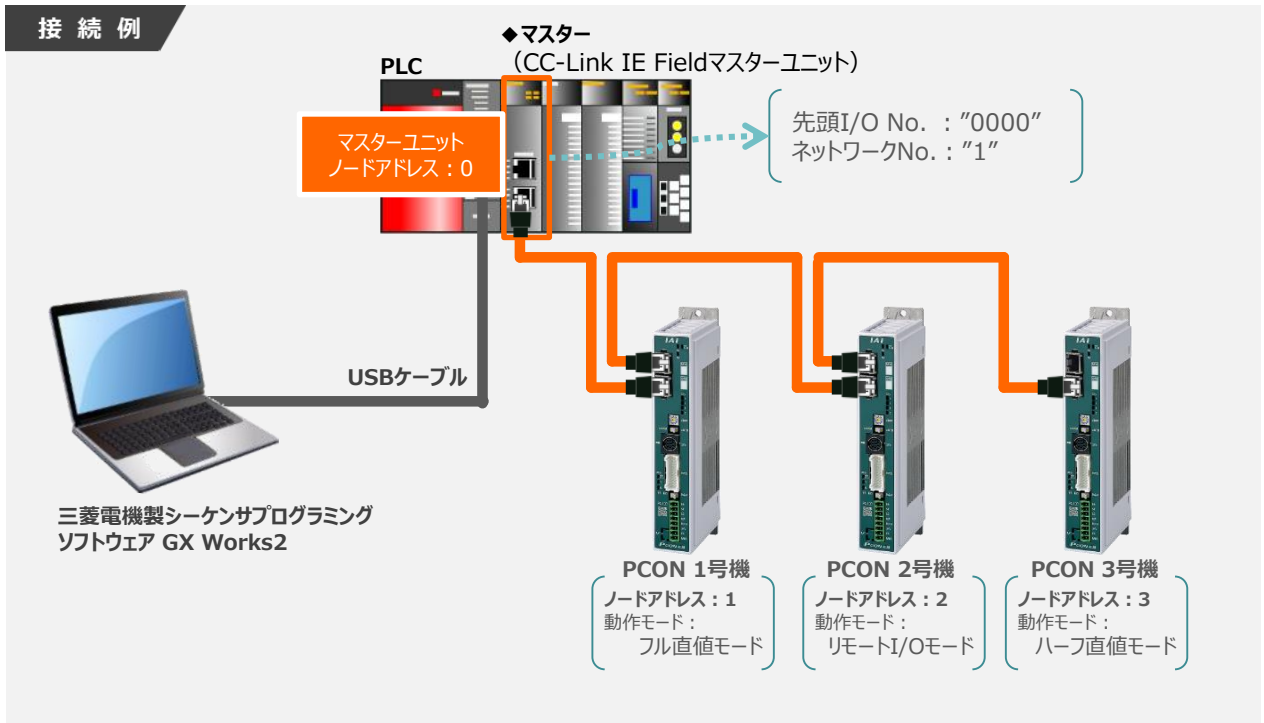 接 続 例
◆マスター
(CC-Link IE Fieldマスターユニット)
PLC
マスターユニット
ノードアドレス：0
先頭I/O No. ："0000"
ネットワークNo.："1"
USBケーブル
三菱電機製シーケンサプログラミング
ソフトウェア GX Works2
IAI
IAI
IAI
PCON 1号機
ノードアドレス：1
動作モード：
フル直値モード
PCON 2号機
ノードアドレス：2
動作モード：
リモートI/Oモード
PCON 3号機
ノードアドレス：3
動作モード：
ハーフ直値モード